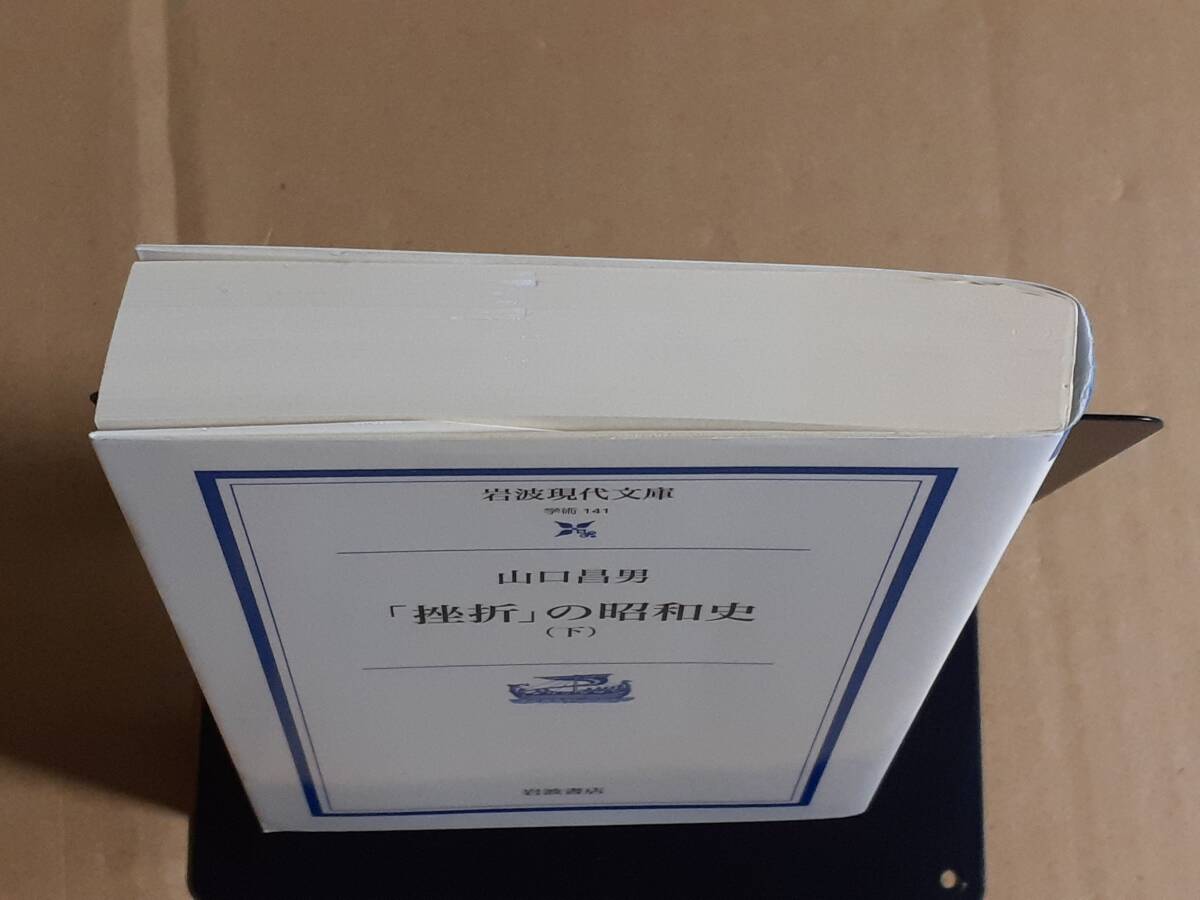 岩波現代文庫
学術 141
山口昌男
「挫折」の昭和史
(下)
岩波書店